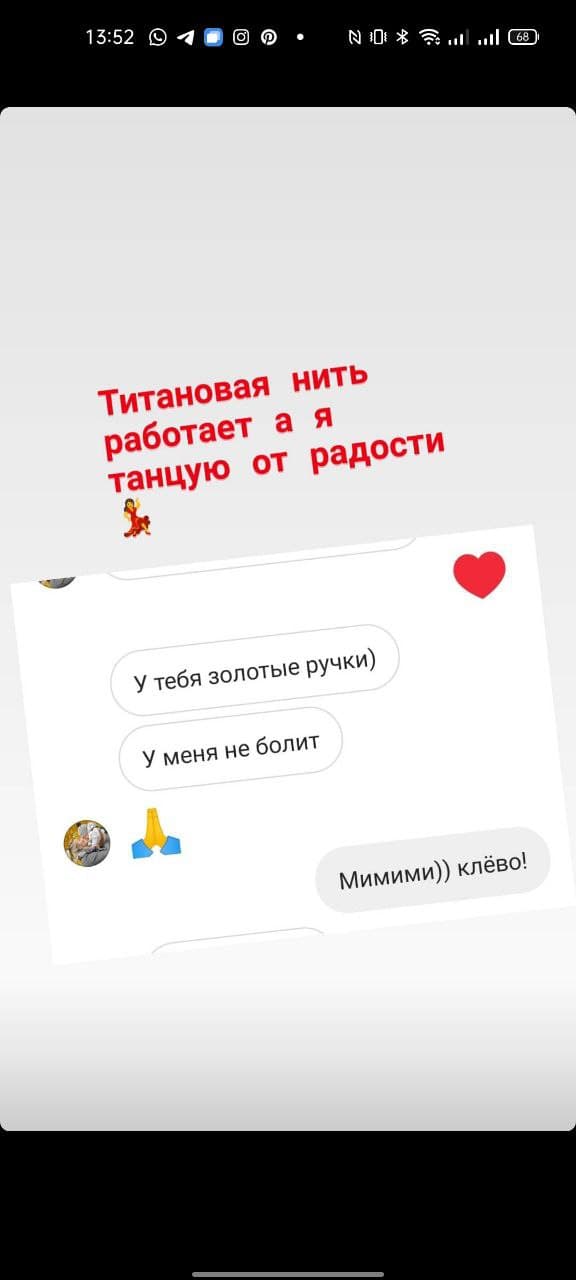 13:52
68
Титановая нить
работает а я
танцую от радости
💃
У тебя золотые ручки)
У меня не болит
🙏
Мимими)) клёво!